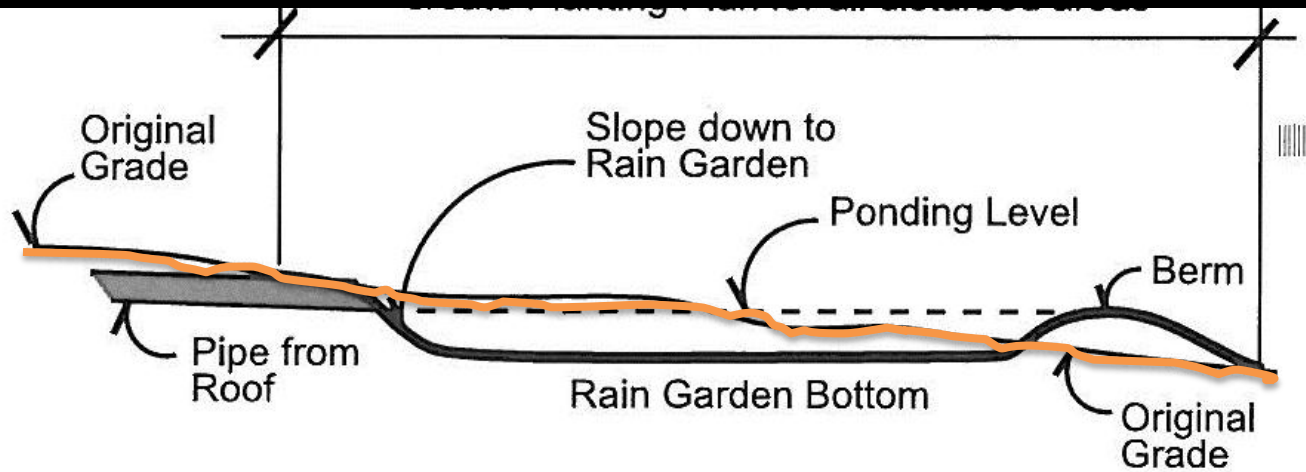 Original
Grade
Slope down to
Rain Garden
Ponding Level
Berm
Pipe from
Roof
Rain Garden Bottom
Original
Grade